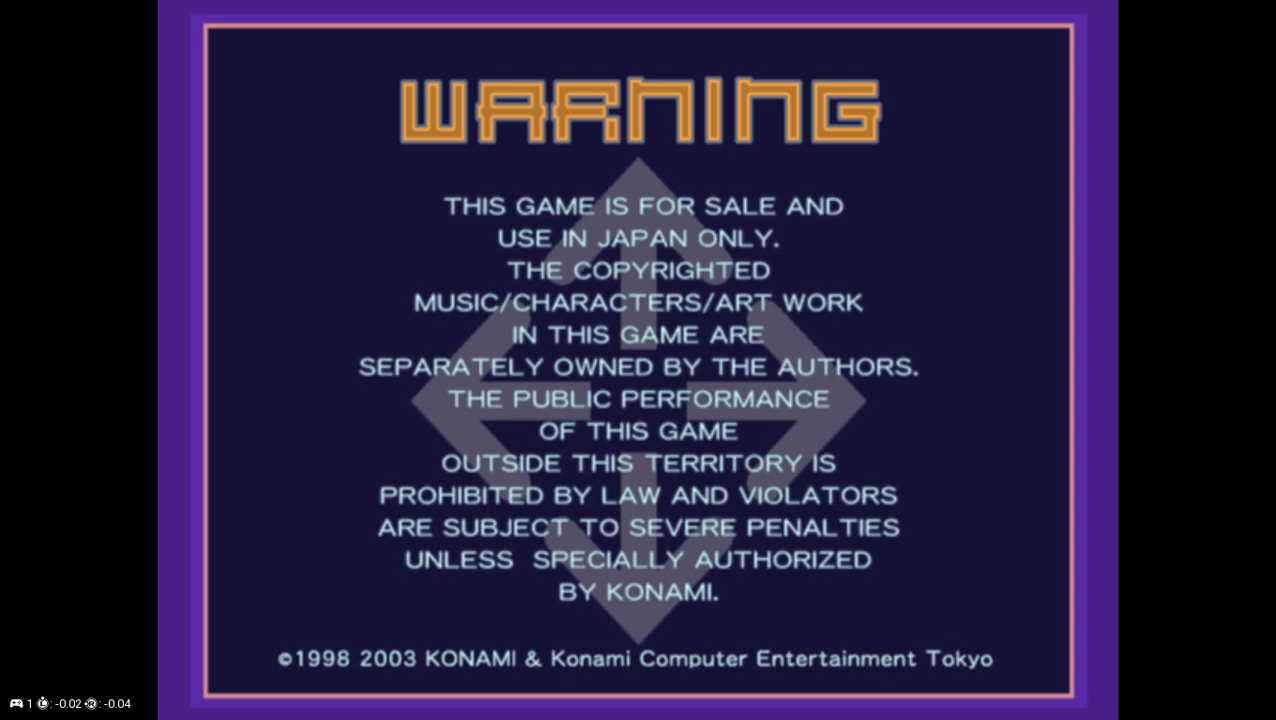 WARNING
THIS GAME IS FOR SALE AND
USE IN JAPAN ONLY.
THE COPYRIGHTED
MUSIC/CHARACTERS/ART WORK
IN THIS GAME ARE
SEPARATELY OWNED BY THE AUTHORS.
THE PUBLIC PERFORMANCE
OF THIS GAME
OUTSIDE THIS TERRITORY IS
PROHIBITED BY LAW AND VIOLATORS
ARE SUBJECT TO SEVERE PENALTIES
UNLESS  SPECIALLY AUTHORIZED
BY KONAMI.
©1998 2003 KONAMI & Konami Computer Entertainment Tokyo
1 L: -0.02 R: -0.04